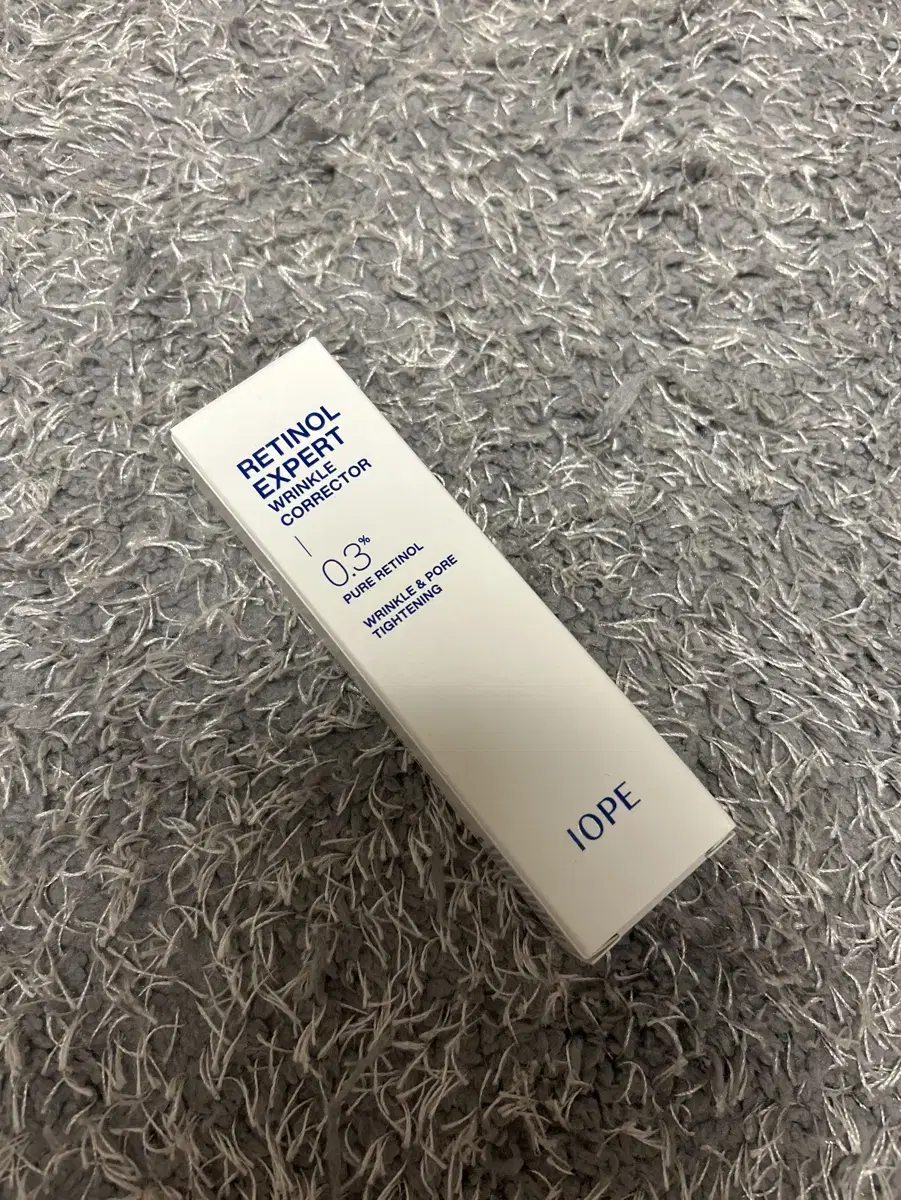 RETINOL
EXPERT
WRINKLE
CORRECTOR
0.3%
PURE RETINOL
WRINKLE & PORE
TIGHTENING
IOPE